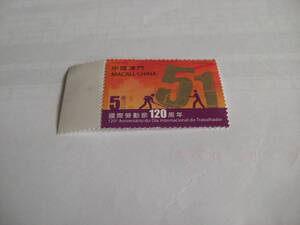 中國澳門
MACAU, CHINA
51
5
國際勞動節120周年
120º Aniversário do Dia Internacional do Trabalhador